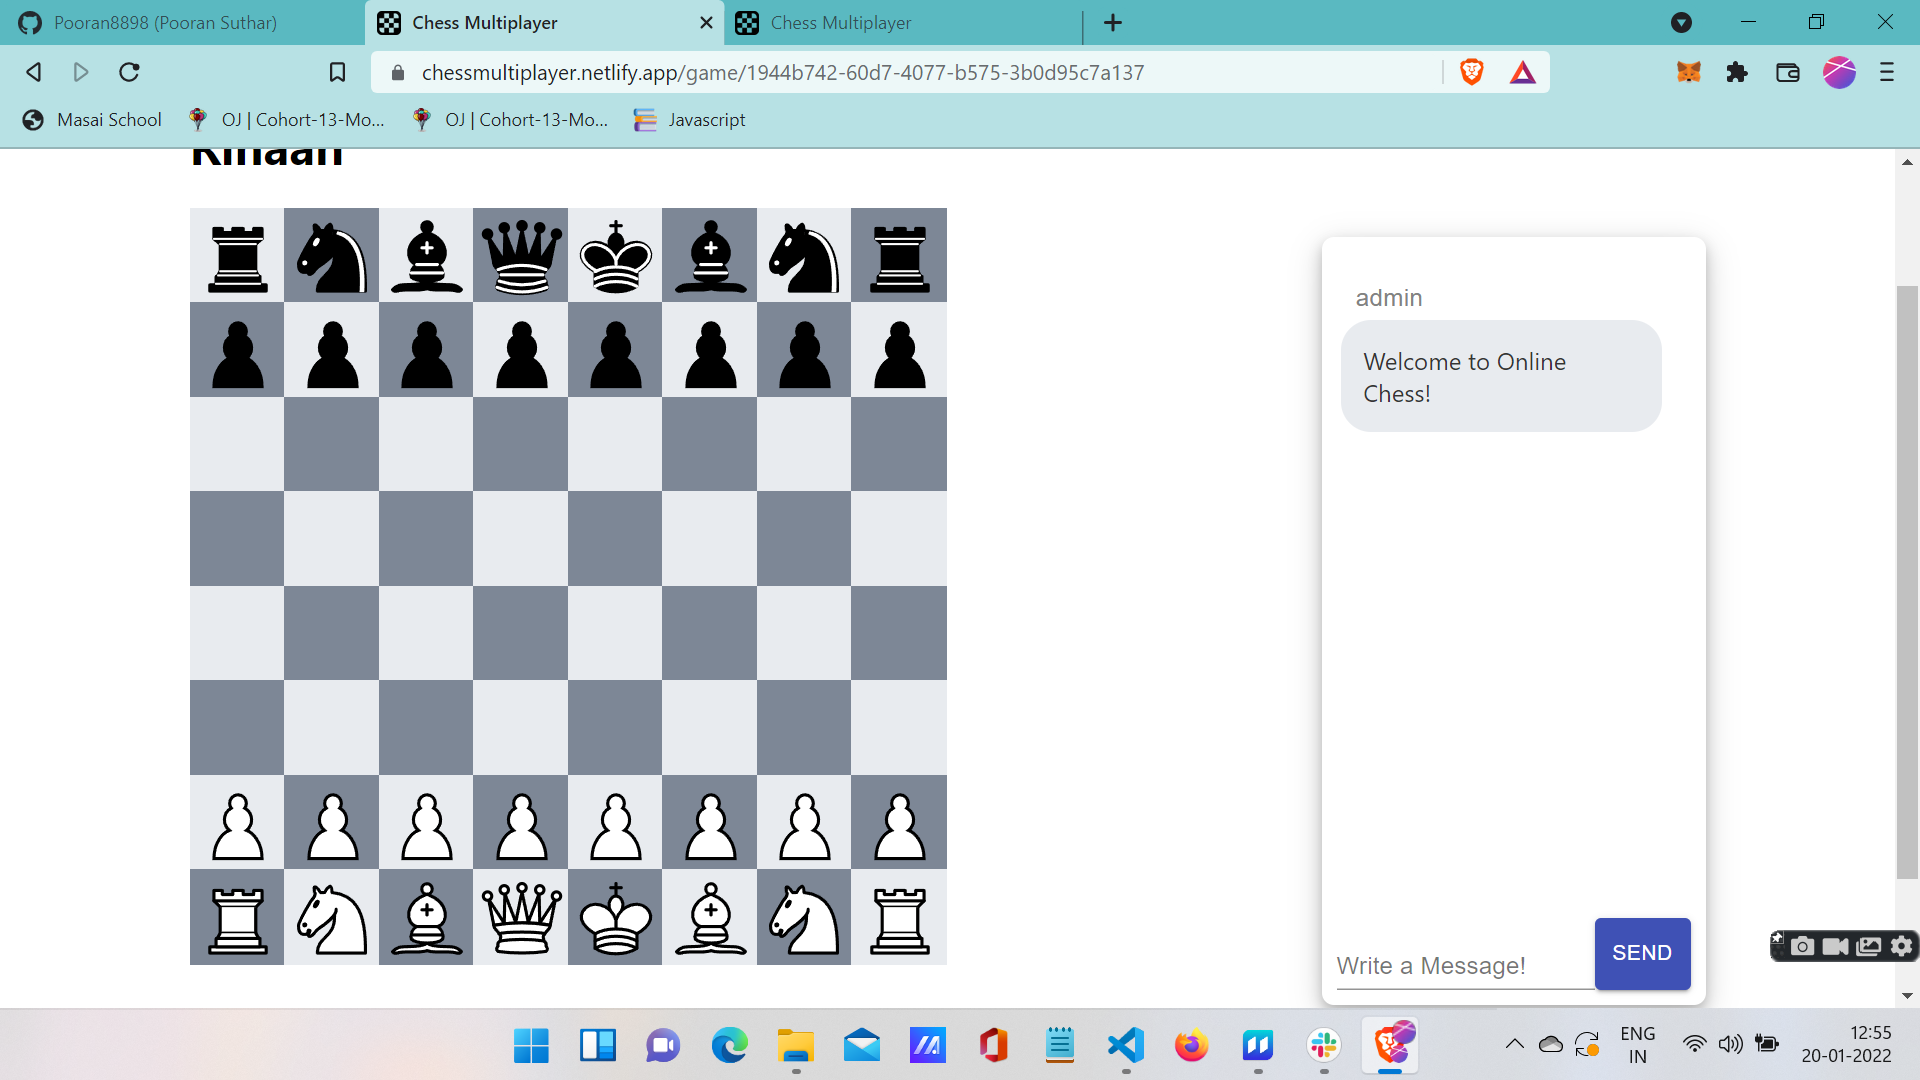 Pooran8898 (Pooran Suthar)
Chess Multiplayer
Chess Multiplayer
chessmultiplayer.netlify.app/game/1944b742-60d7-4077-b575-3b0d95c7a137
Masai School
OJ | Cohort-13-Mo...
OJ | Cohort-13-Mo...
Javascript
admin
Welcome to Online
Chess!
Write a Message!
SEND
ENG
IN
12:55
20-01-2022